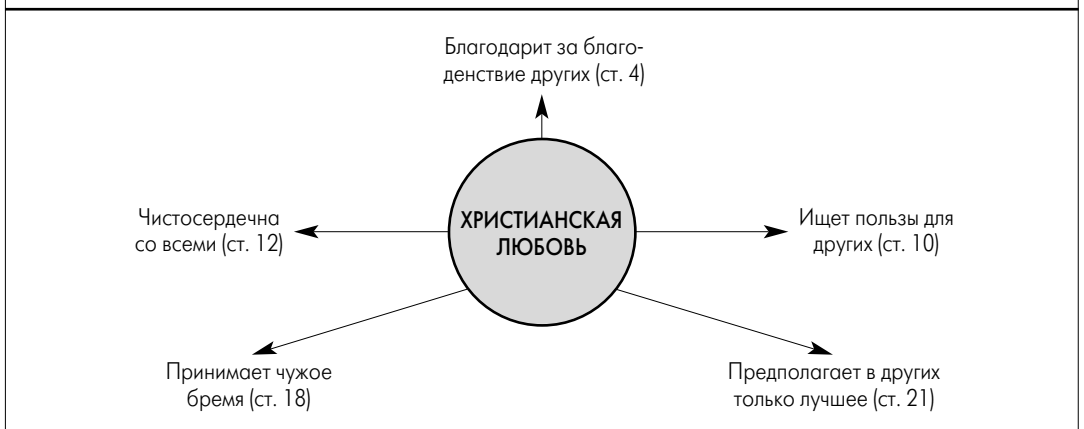 Благодарит за благо-
денствие других (ст. 4)
Чистосердечна
со всеми (ст. 12)
ХРИСТИАНСКАЯ
ЛЮБОВЬ
Ищет пользы для
других (ст. 10)
Принимает чужое
бремя (ст. 18)
Предполагает в других
только лучшее (ст. 21)